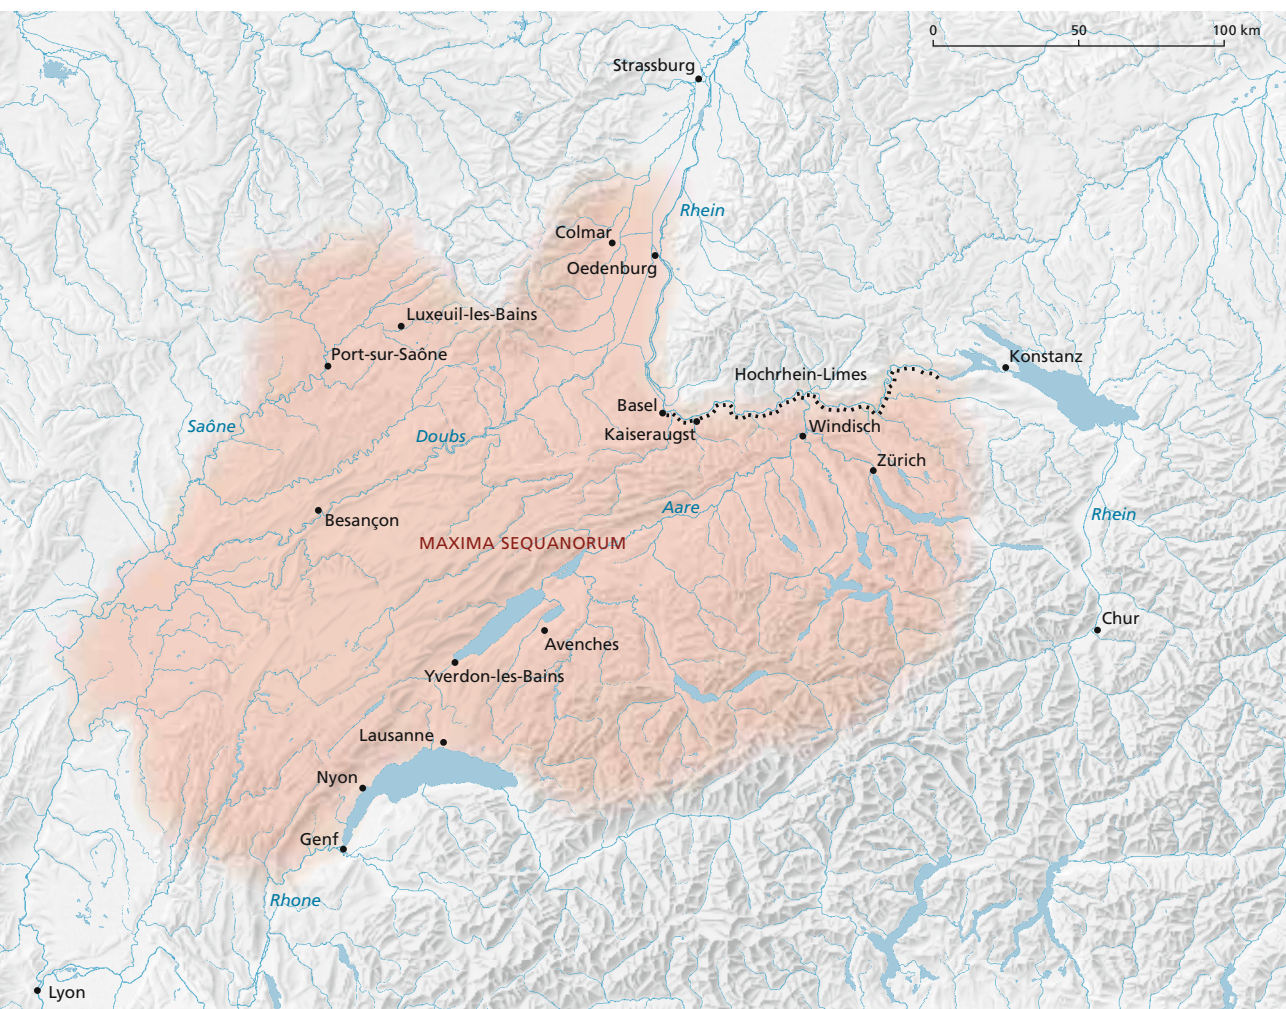 0 50 100 km
Strassburg
Rhein
Colmar
Oedenburg
Luxeuil-les-Bains
Port-sur-Saône
Konstanz
Hochrhein-Limes
Basel
Saône
Doubs
Kaiseraugst
Windisch
Zürich
Aare
Rhein
Besançon
MAXIMA SEQUANORUM
Chur
Avenches
Yverdon-les-Bains
Lausanne
Nyon
Genf
Rhone
Lyon